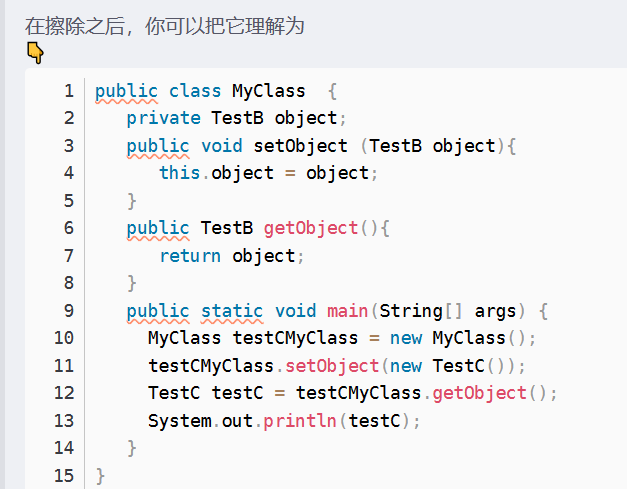 在擦除之后，你可以把它理解为
👇
1 public class MyClass  {
2    private TestB object;
3    public void setObject (TestB object){
4       this.object = object;
5    }
6    public TestB getObject(){
7       return object;
8    }
9    public static void main(String[] args) {
10      MyClass testCMyClass = new MyClass();
11      testCMyClass.setObject(new TestC());
12      TestC testC = testCMyClass.getObject();
13      System.out.println(testC);
14    }
15 }